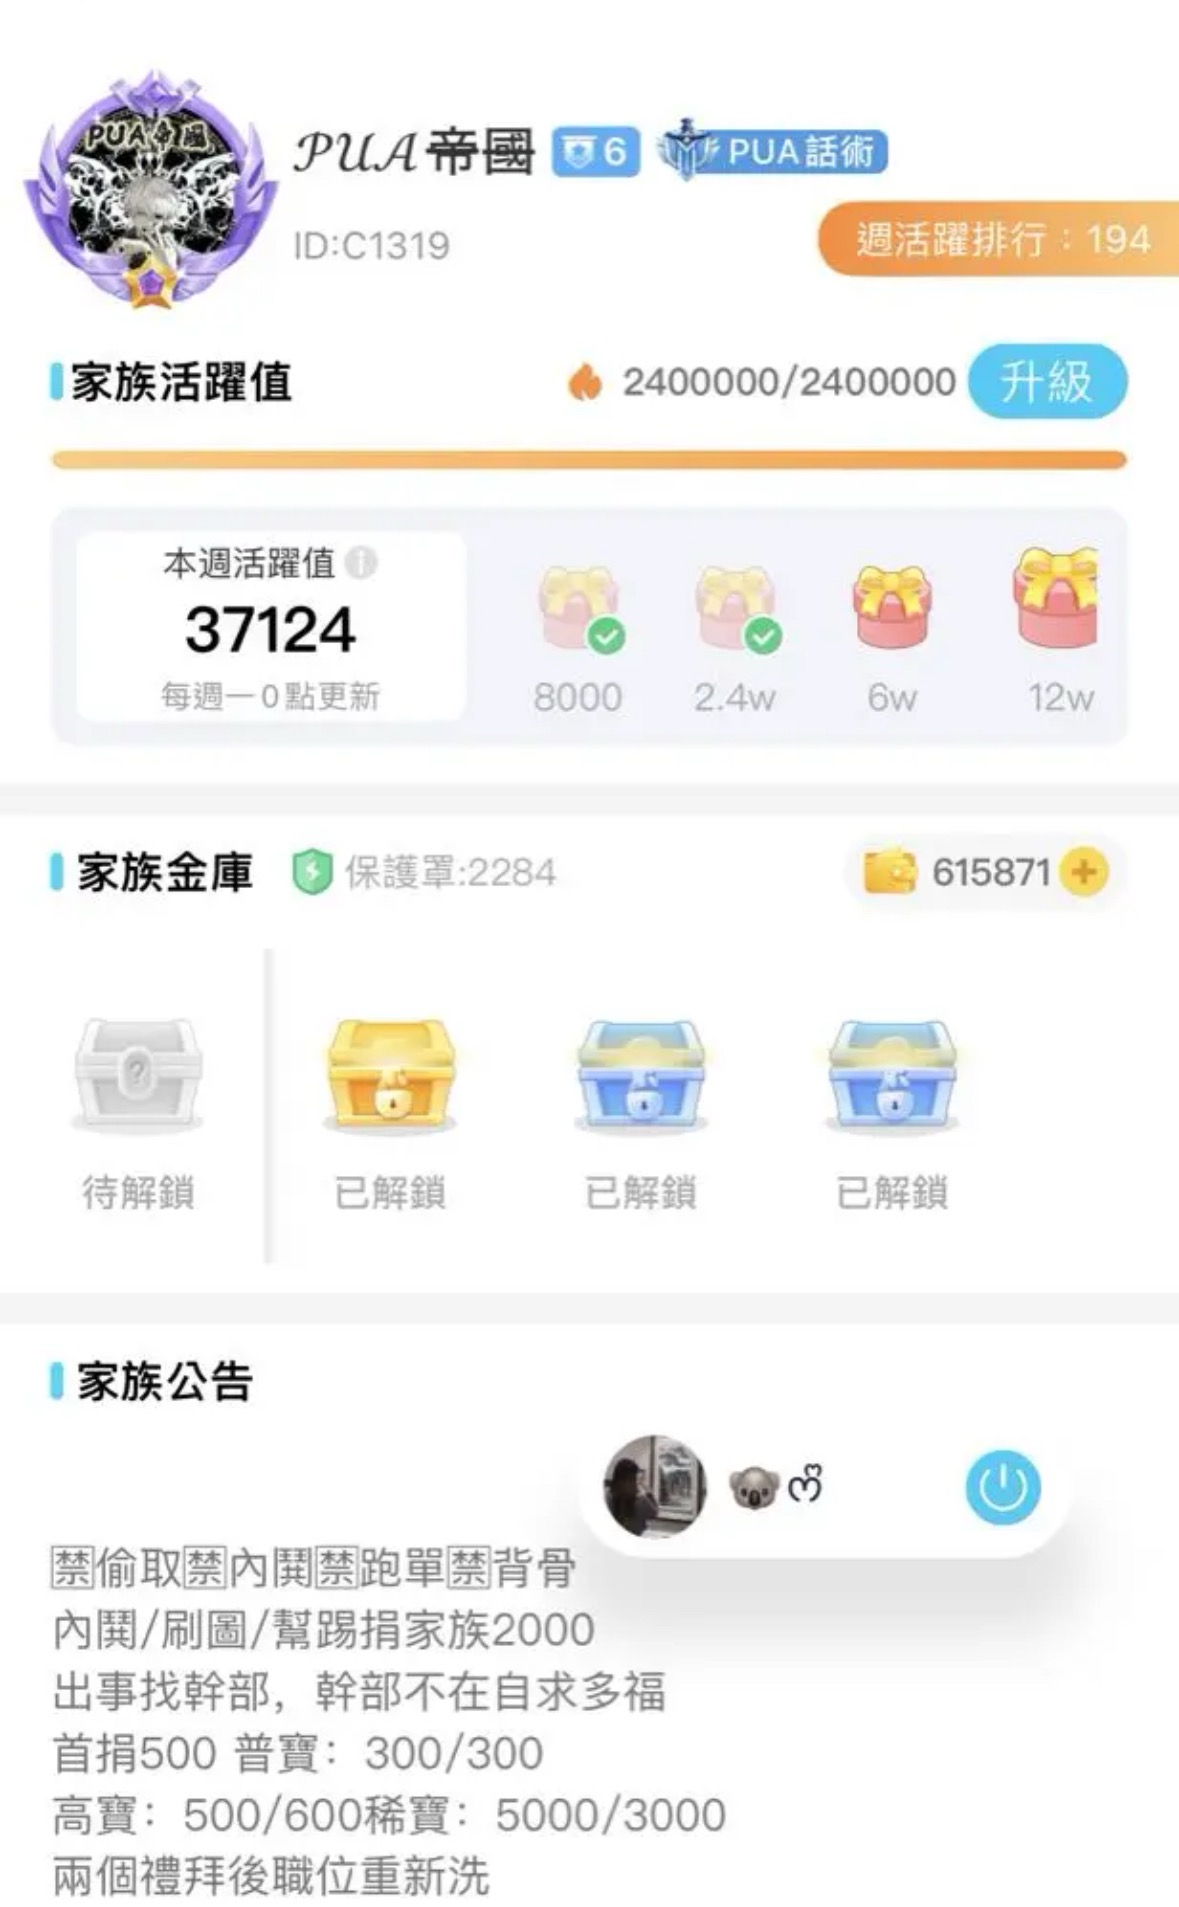 PUA帝國
PUA帝國 6 PUA話術
ID:C1319
週活躍排行：194
家族活躍值 2400000/2400000 升級
本週活躍值
37124
每週一0點更新
8000 2.4w 6w 12w
家族金庫 保護罩:2284 615871
待解鎖 已解鎖 已解鎖 已解鎖
家族公告
🈲偷取🈲內鬨🈲跑單🈲背骨
內鬨/刷圖/幫踢捐家族2000
出事找幹部，幹部不在自求多福
首捐500 普寶：300/300
高寶：500/600稀寶：5000/3000
兩個禮拜後職位重新洗